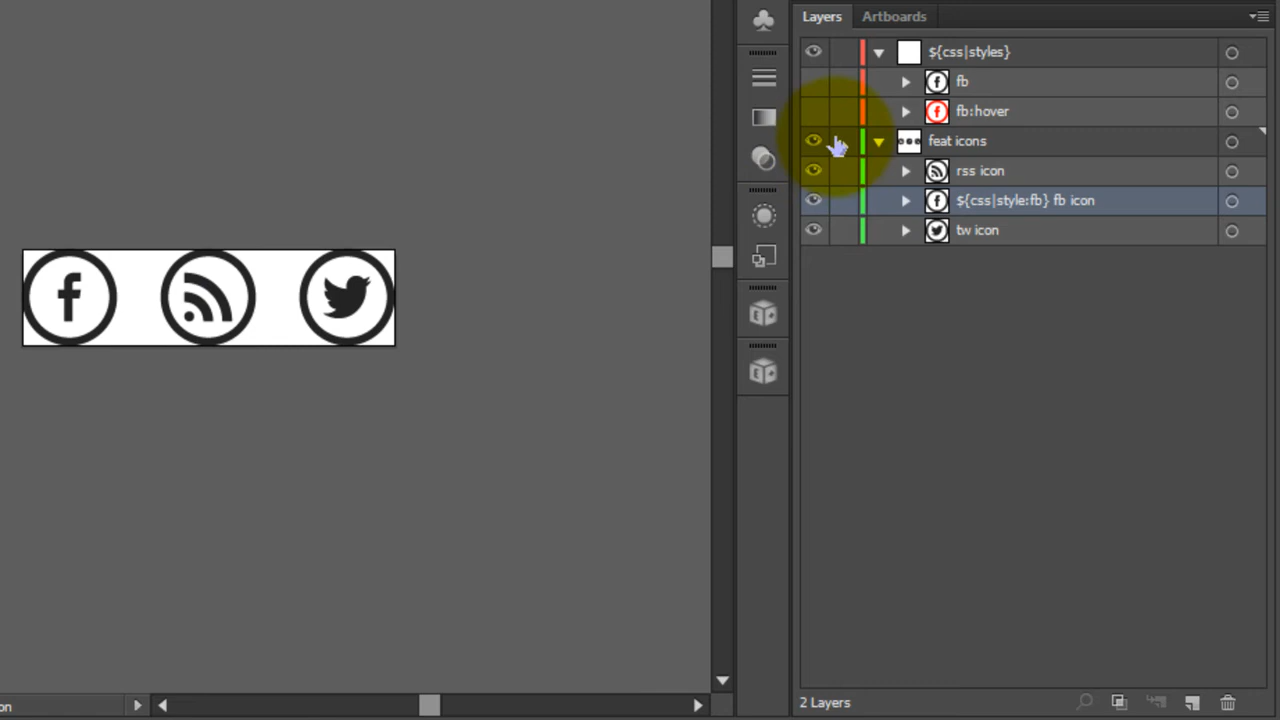 Layers
Artboards
${css|styles}
fb
fb:hover
feat icons
rss icon
${css|style:fb} fb icon
tw icon
on
2 Layers